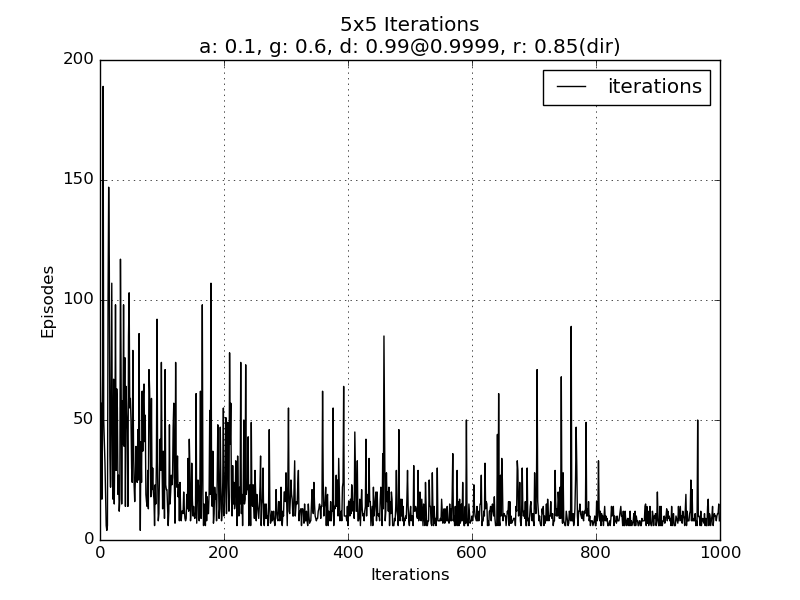 5x5 Iterations
a: 0.1, g: 0.6, d: 0.99@0.9999, r: 0.85(dir)
200
iterations
150
Episodes
100
50
0
0 200 400 600 800 1000
Iterations